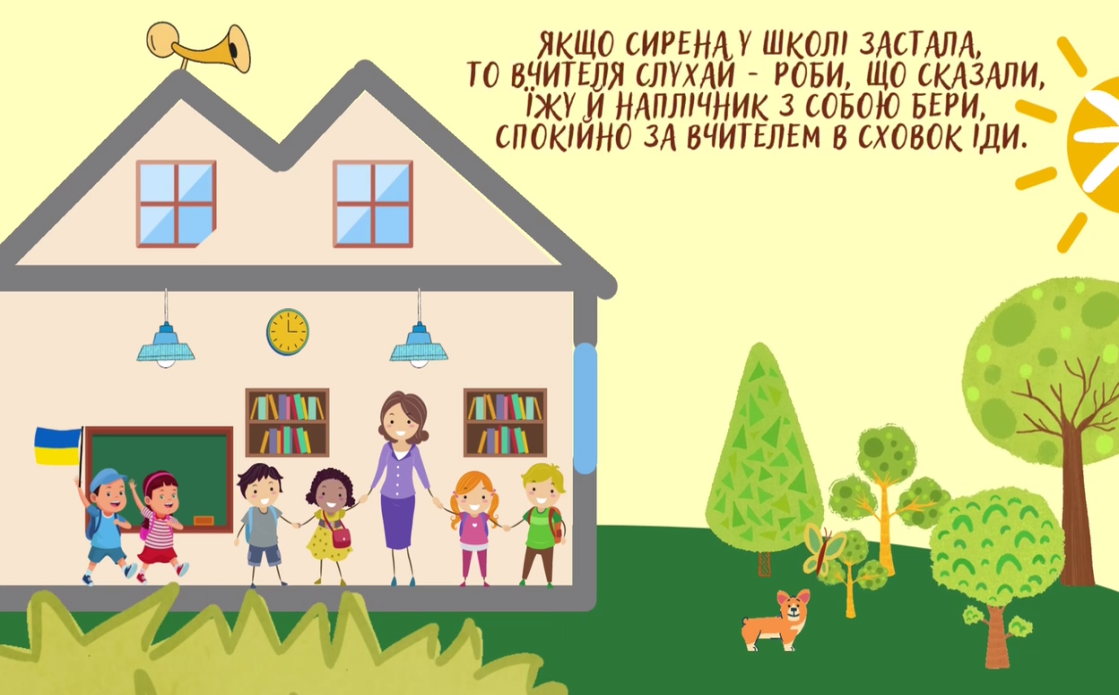 ЯКЩО СИРЕНА У ШКОЛІ ЗАСТАЛА,
ТО ВЧИТЕЛЯ СЛУХАЙ - РОБИ, ЩО СКАЗАЛИ,
ЇЖУ Й НАПЛІЧНИК З СОБОЮ БЕРИ,
СПОКІЙНО ЗА ВЧИТЕЛЕМ В СХОВОК ІДИ.